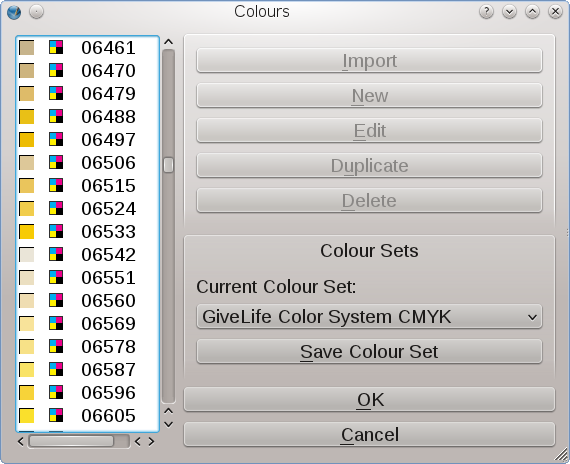 Colours
06461
06470
06479
06488
06497
06506
06515
06524
06533
06542
06551
06560
06569
06578
06587
06596
06605
Import
New
Edit
Duplicate
Delete
Colour Sets
Current Colour Set:
GiveLife Color System CMYK
Save Colour Set
OK
Cancel